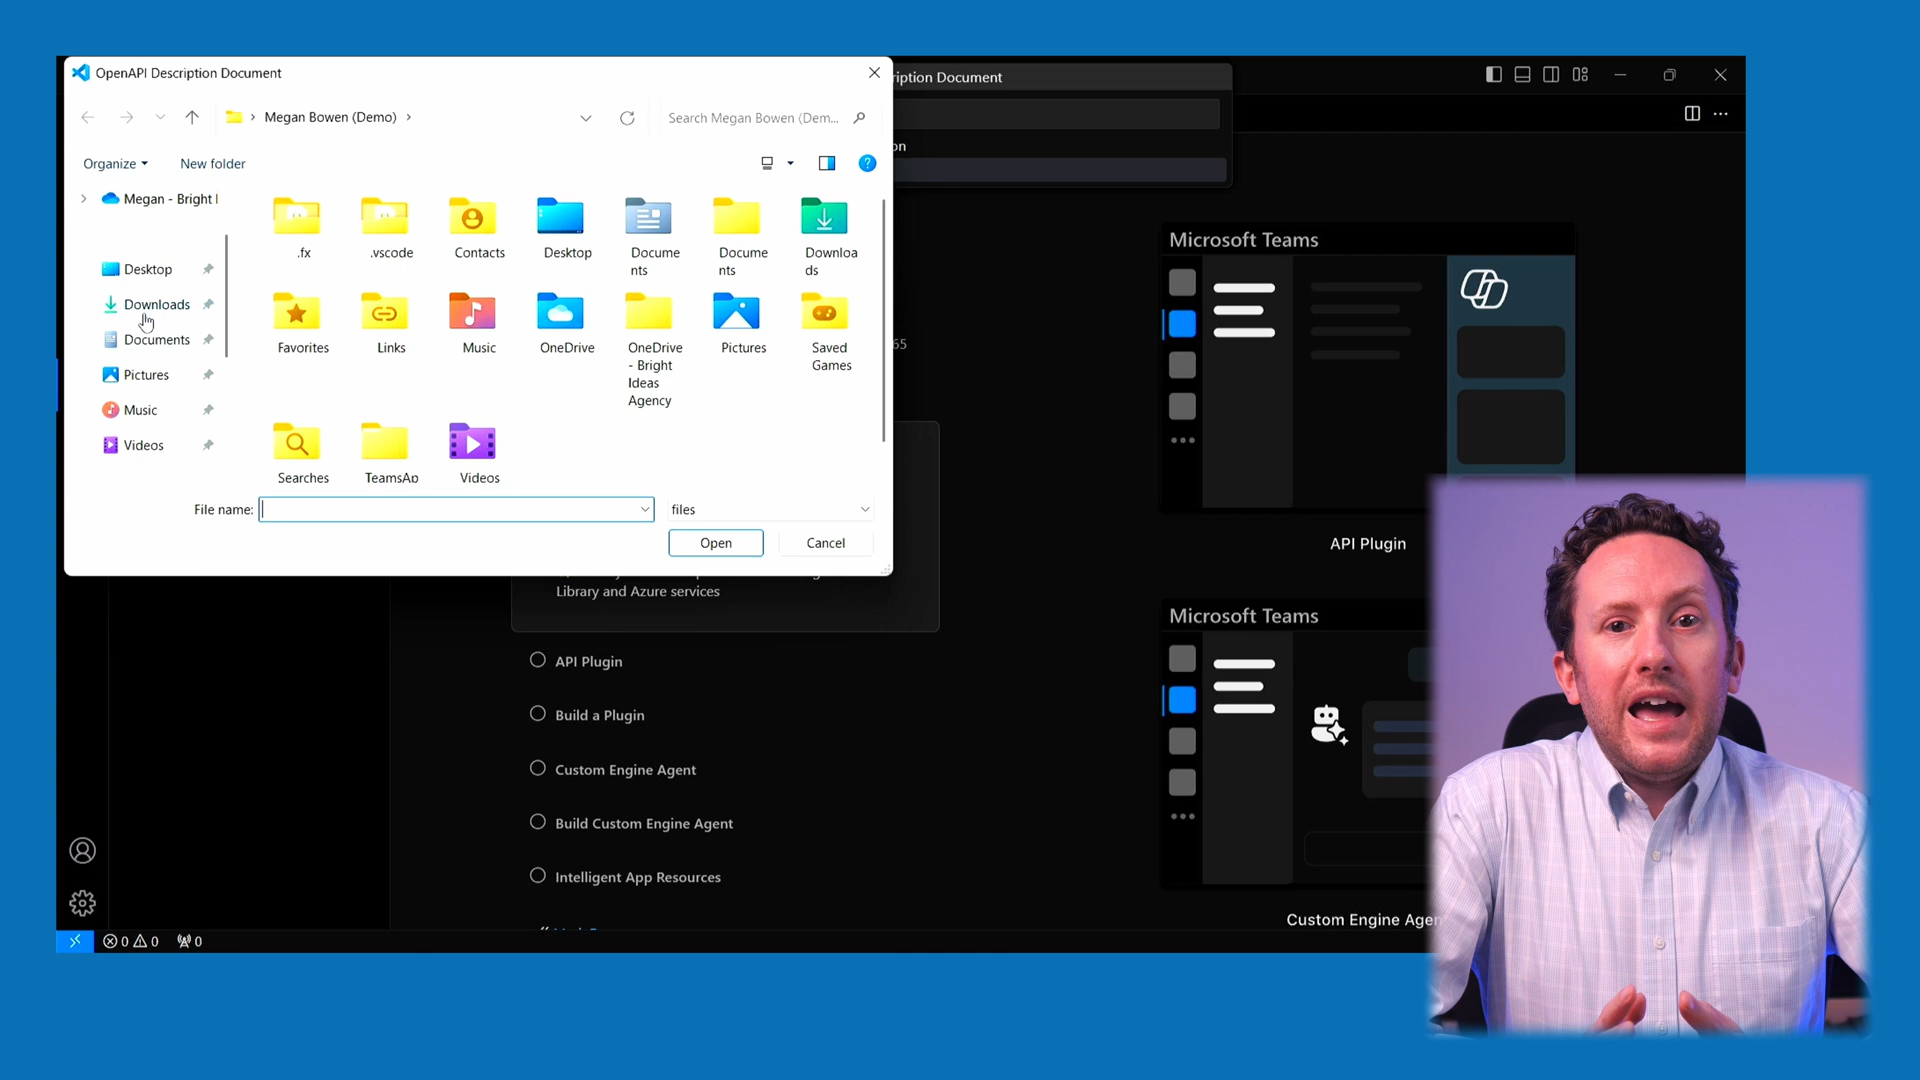 OpenAPI Description Document
ription Document
Megan Bowen (Demo)
Search Megan Bowen (Dem...
on
Organize
New folder
Megan - Bright I
.fx
.vscode
Contacts
Desktop
Docume
nts
Docume
nts
Downloa
ds
Desktop
Downloads
Documents
Pictures
Music
Videos
Favorites
Links
Music
OneDrive
OneDrive
- Bright
Ideas
Agency
Pictures
Saved
Games
65
Searches
TeamsAp
Videos
File name:
files
Open
Cancel
Library and Azure services
API Plugin
Build a Plugin
Custom Engine Agent
Build Custom Engine Agent
Intelligent App Resources
Microsoft Teams
API Plugin
Microsoft Teams
Custom Engine Agen
0 0
0